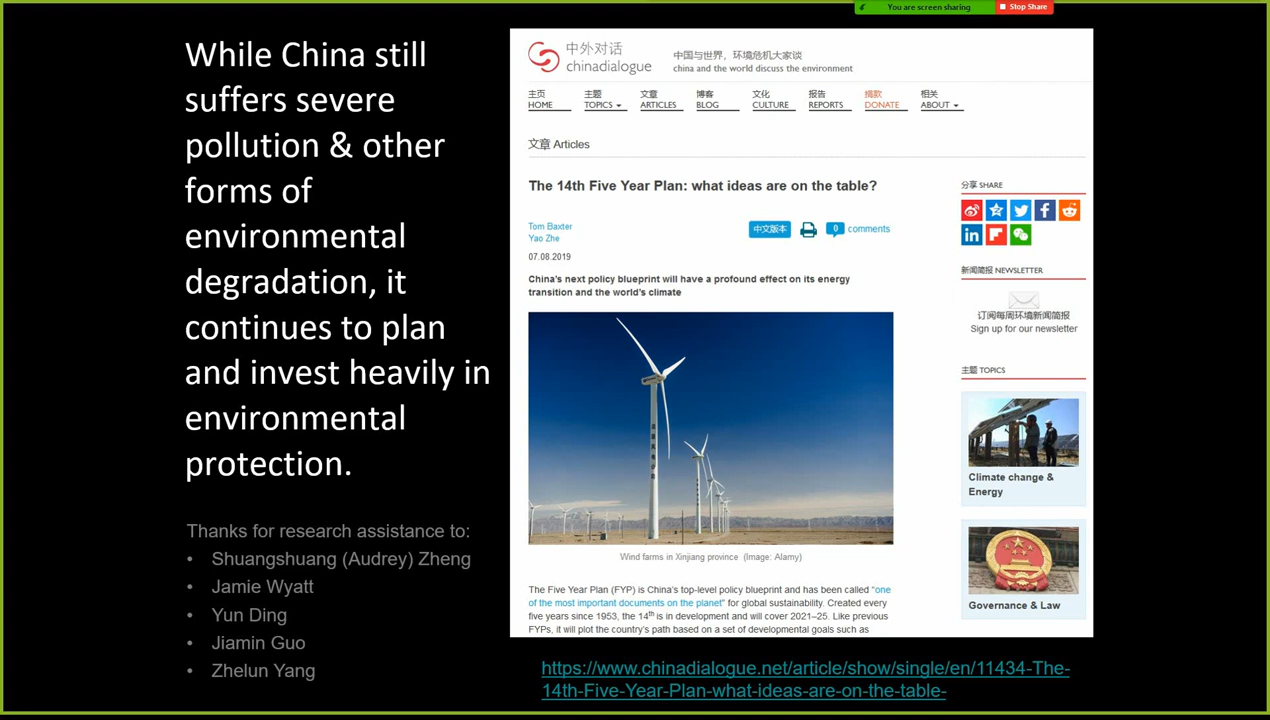 You are screen sharing
Stop Share
While China still
suffers severe
pollution & other
forms of
environmental
degradation, it
continues to plan
and invest heavily in
environmental
protection.
Thanks for research assistance to:
• Shuangshuang (Audrey) Zheng
• Jamie Wyatt
• Yun Ding
• Jiamin Guo
• Zhelun Yang
中外对话
chinadialogue
中国与世界，环境危机大家谈
china and the world discuss the environment
主页 主题 文章 博客 文化 报告 捐款 相关
HOME TOPICS ARTICLES BLOG CULTURE REPORTS DONATE ABOUT
文章 Articles
The 14th Five Year Plan: what ideas are on the table?
Tom Baxter
Yao Zhe
中文版本
0 comments
07.08.2019
China's next policy blueprint will have a profound effect on its energy
transition and the world's climate
Wind farms in Xinjiang province (Image: Alamy)
The Five Year Plan (FYP) is China's top-level policy blueprint and has been called “one
of the most important documents on the planet” for global sustainability. Created every
five years since 1953, the 14th is in development and will cover 2021–25. Like previous
FYPs, it will plot the country's path based on a set of developmental goals such as
分享 SHARE
新闻简报 NEWSLETTER
订阅每周环境新闻简报
Sign up for our newsletter
主题 TOPICS
Climate change &
Energy
Governance & Law
https://www.chinadialogue.net/article/show/single/en/11434-The-
14th-Five-Year-Plan-what-ideas-are-on-the-table-